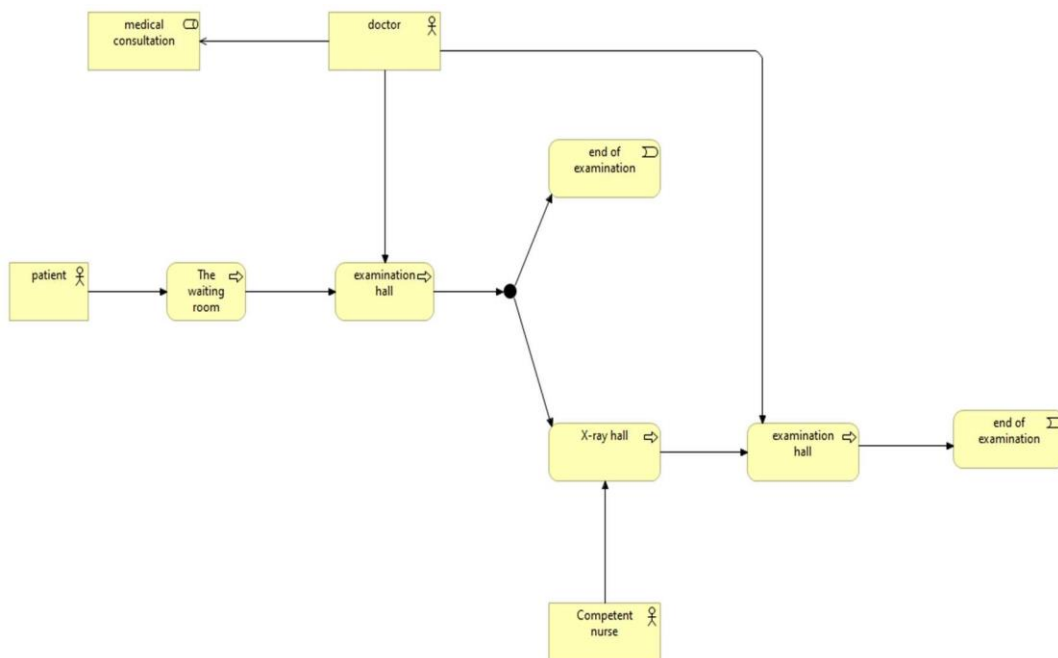 medical
consultation
doctor
end of
examination
patient
The
waiting
room
examination
hall
X-ray hall
examination
hall
end of
examination
Competent
nurse